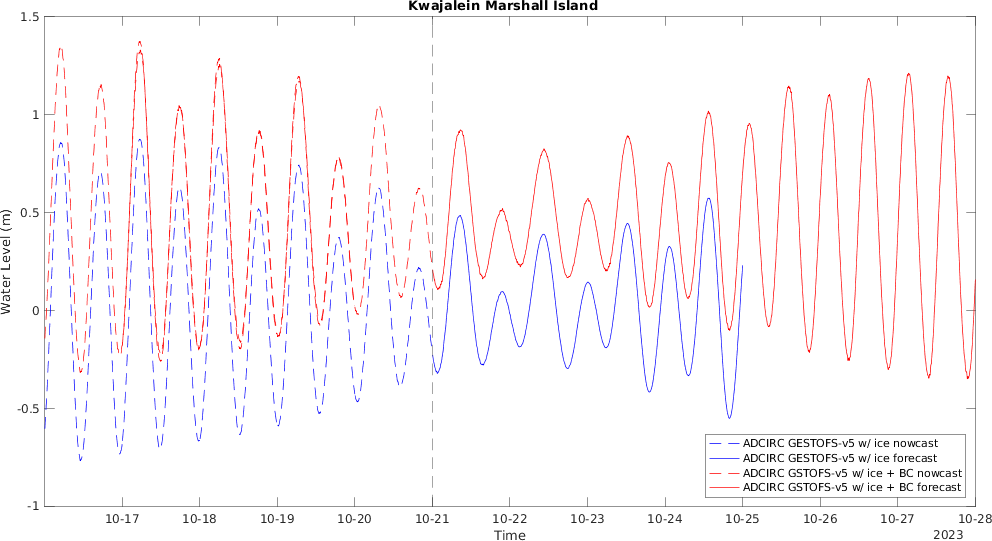 Kwajalein Marshall Island
1.5
1
0.5
0
-0.5
-1
Water Level (m)
10-17
10-18
10-19
10-20
10-21
10-22
10-23
10-24
10-25
10-26
10-27
10-28
Time
2023
ADCIRC GESTOFS-v5 w/ ice nowcast
ADCIRC GESTOFS-v5 w/ ice forecast
ADCIRC GSTOFS-v5 w/ ice + BC nowcast
ADCIRC GSTOFS-v5 w/ ice + BC forecast